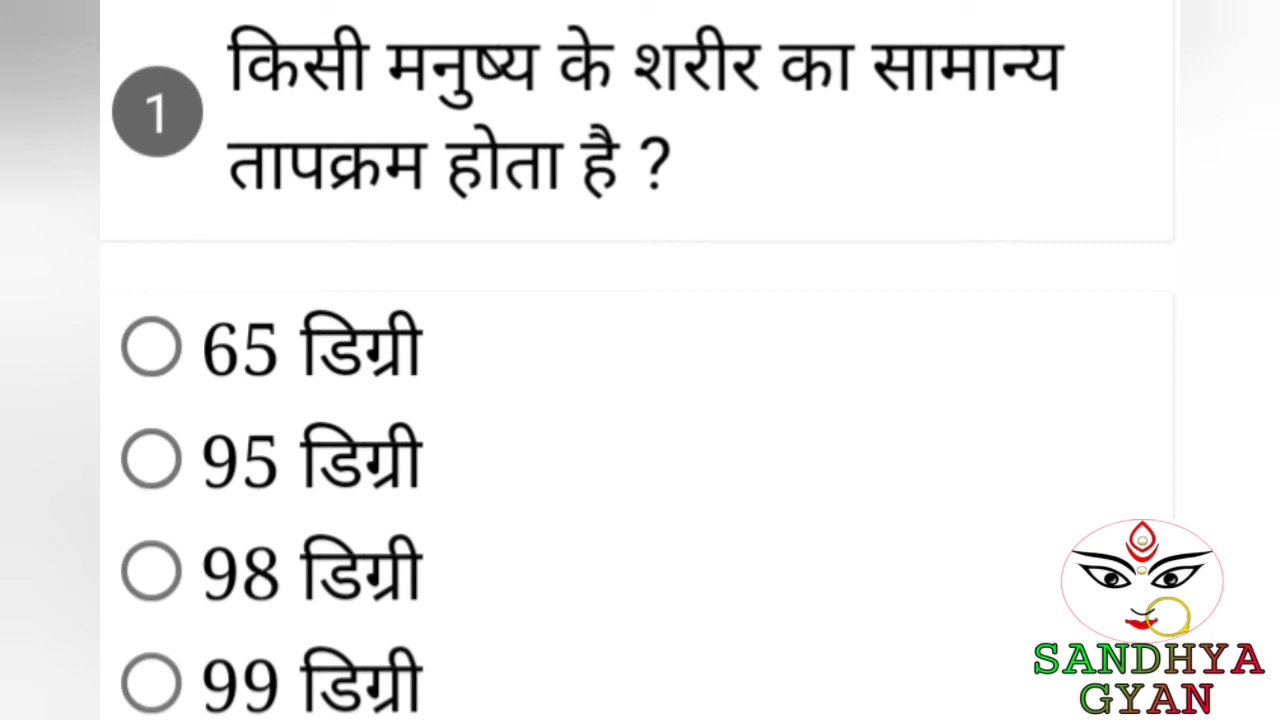 1
किसी मनुष्य के शरीर का सामान्य
तापक्रम होता है ?
65 डिग्री
95 डिग्री
98 डिग्री
99 डिग्री
SANDHYA
GYAN